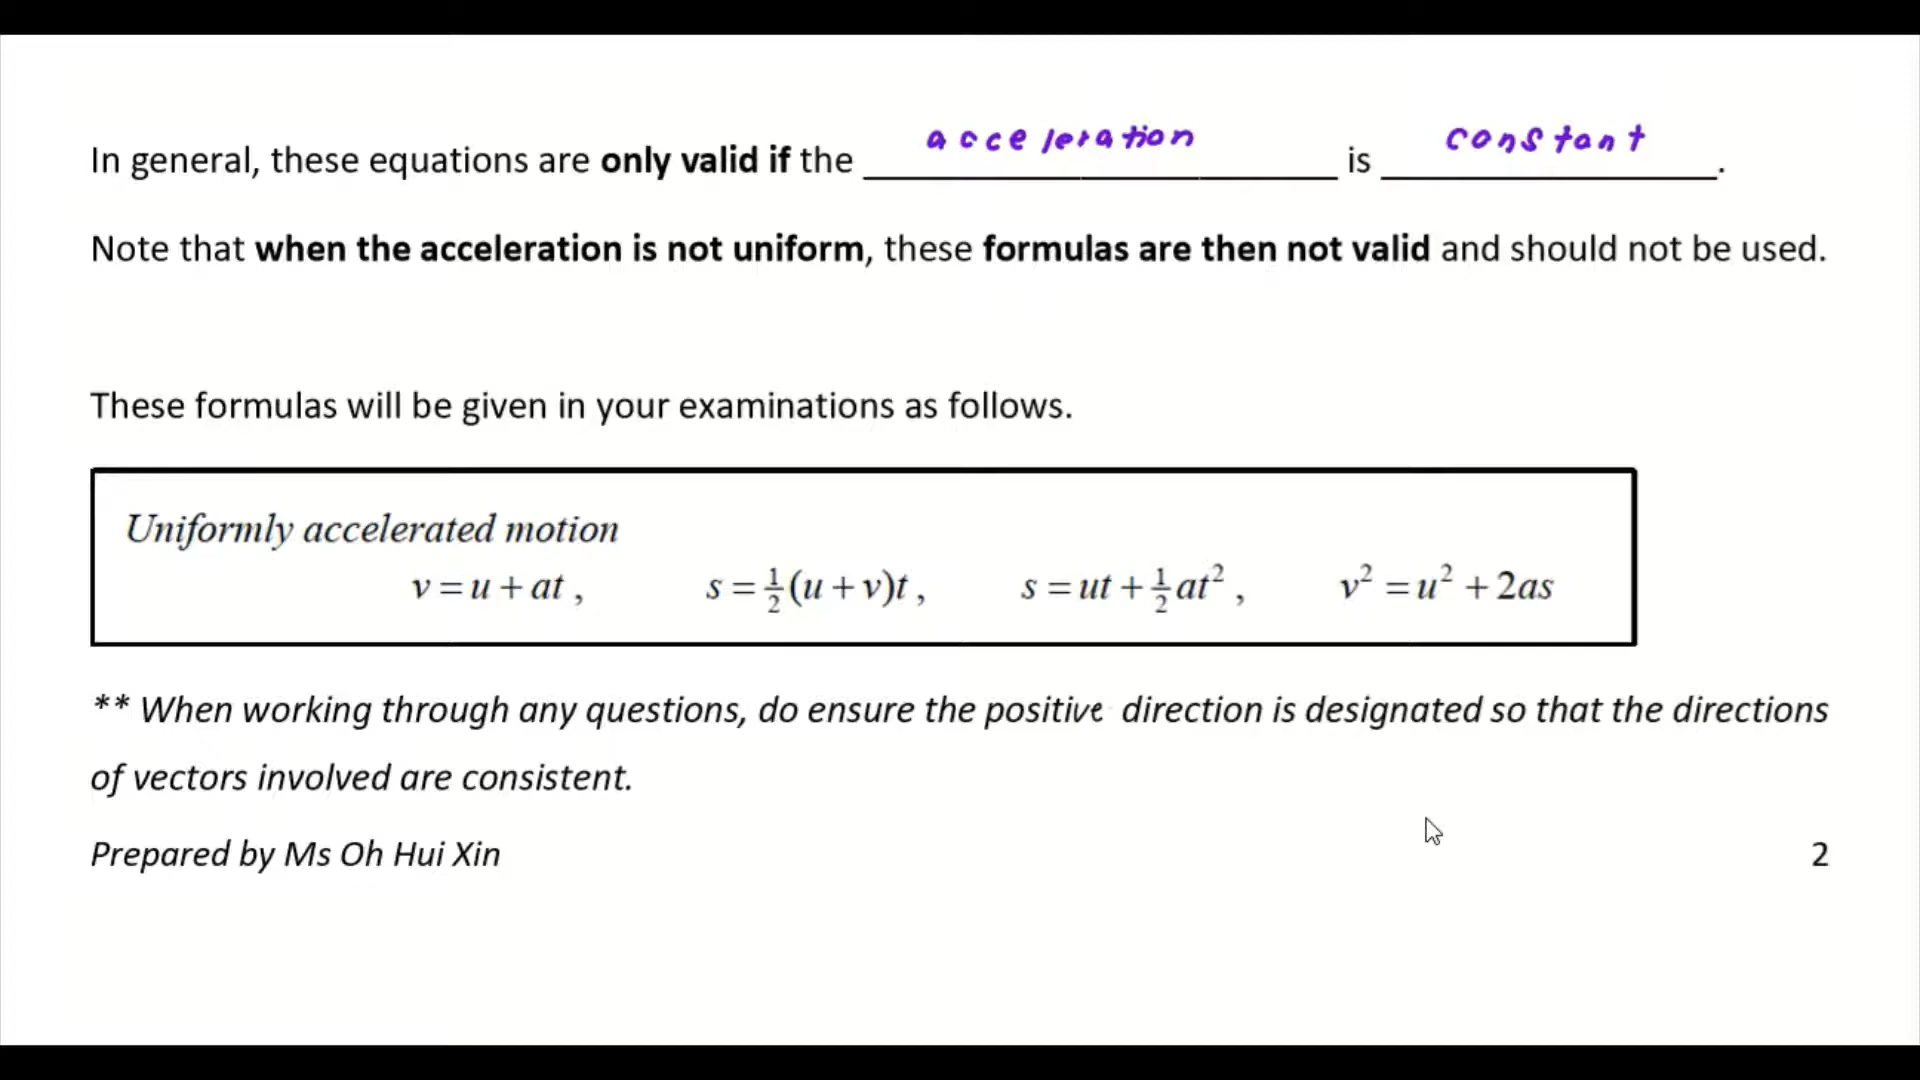 In general, these equations are only valid if the acceleration is constant.
Note that when the acceleration is not uniform, these formulas are then not valid and should not be used.
These formulas will be given in your examinations as follows.
Uniformly accelerated motion
v = u + at , s = ½(u + v)t , s = ut + ½at² , v² = u² + 2as
** When working through any questions, do ensure the positive direction is designated so that the directions
of vectors involved are consistent.
Prepared by Ms Oh Hui Xin 2